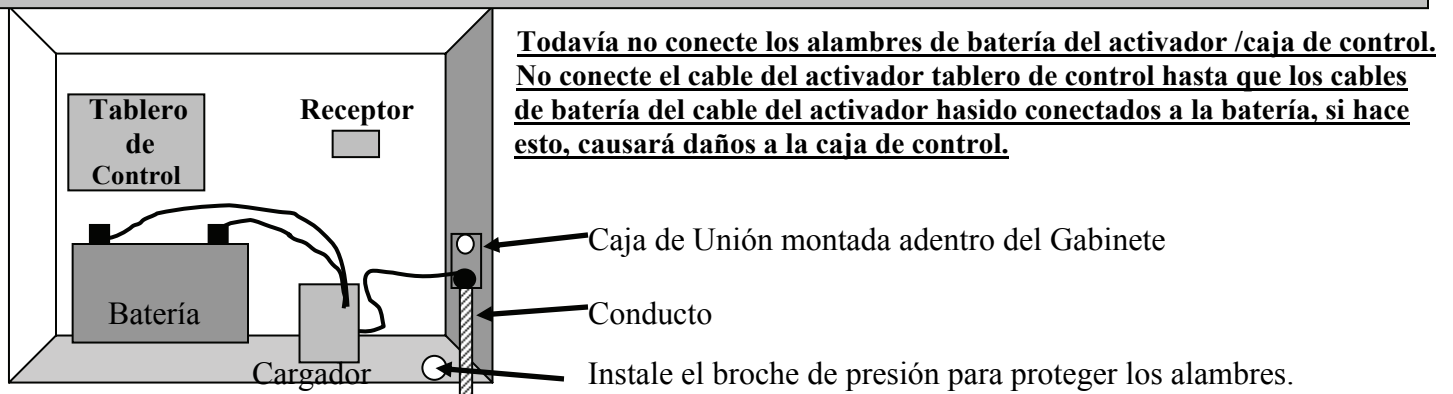 Todavía no conecte los alambres de batería del activador /caja de control.
No conecte el cable del activador tablero de control hasta que los cables
de batería del cable del activador hasido conectados a la batería, si hace
esto, causará daños a la caja de control.
Tablero
de
Control
Receptor
Caja de Unión montada adentro del Gabinete
Batería
Conducto
Cargador
Instale el broche de presión para proteger los alambres.